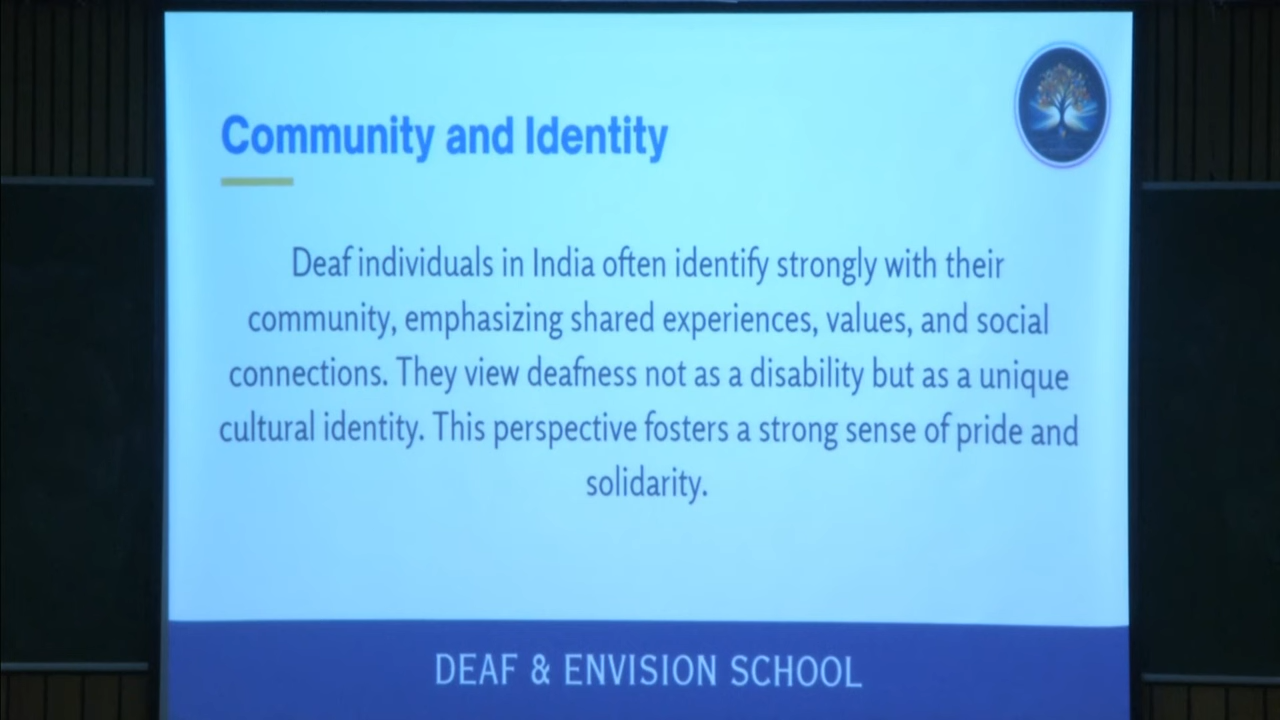 Community and Identity
Deaf individuals in India often identify strongly with their
community, emphasizing shared experiences, values, and social
connections. They view deafness not as a disability but as a unique
cultural identity. This perspective fosters a strong sense of pride and
solidarity.
DEAF & ENVISION SCHOOL